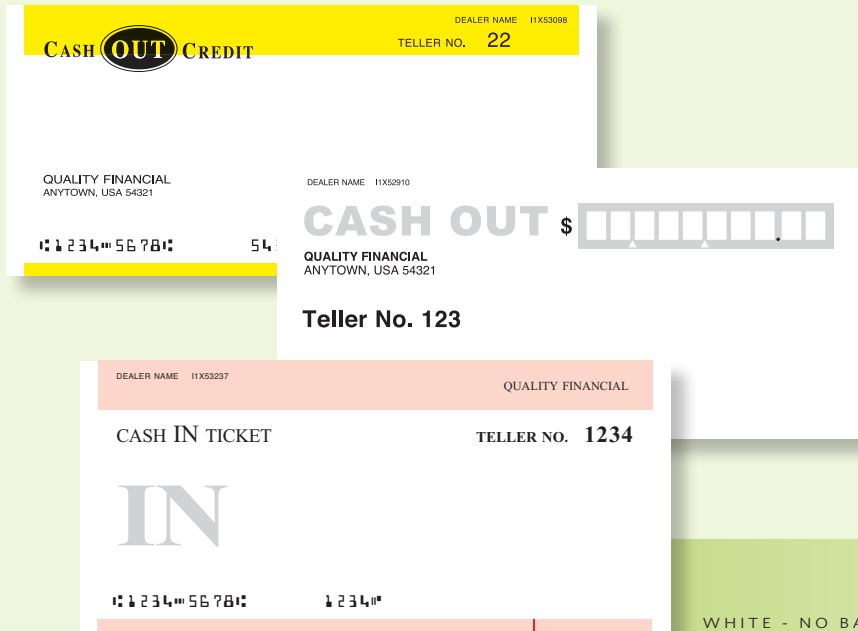 DEALER NAME I1X53098
CASH OUT CREDIT
TELLER NO. 22
QUALITY FINANCIAL
ANYTOWN, USA 54321
⑆1234⑉5678⑆ 54
DEALER NAME I1X52910
CASH OUT $ .
QUALITY FINANCIAL
ANYTOWN, USA 54321
Teller No. 123
DEALER NAME I1X53237
QUALITY FINANCIAL
CASH IN TICKET
TELLER NO. 1234
IN
⑆1234⑉5678⑆ 1234⑈
WHITE - NO BA